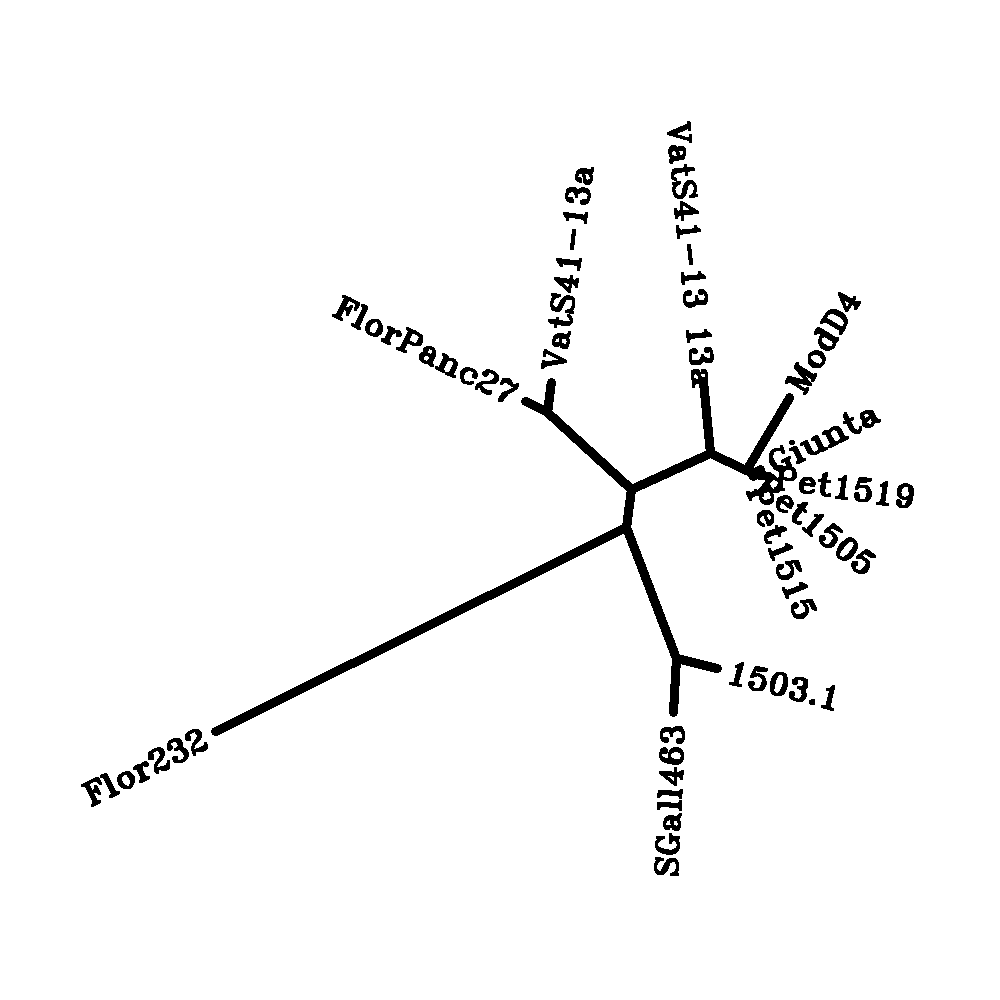 VatS41-13 13a
VatS41-13a
ModD4
FlorPanc27
Giunta
Pet1519
Pet1505
Pet1515
1503.1
Flor232
SGall463